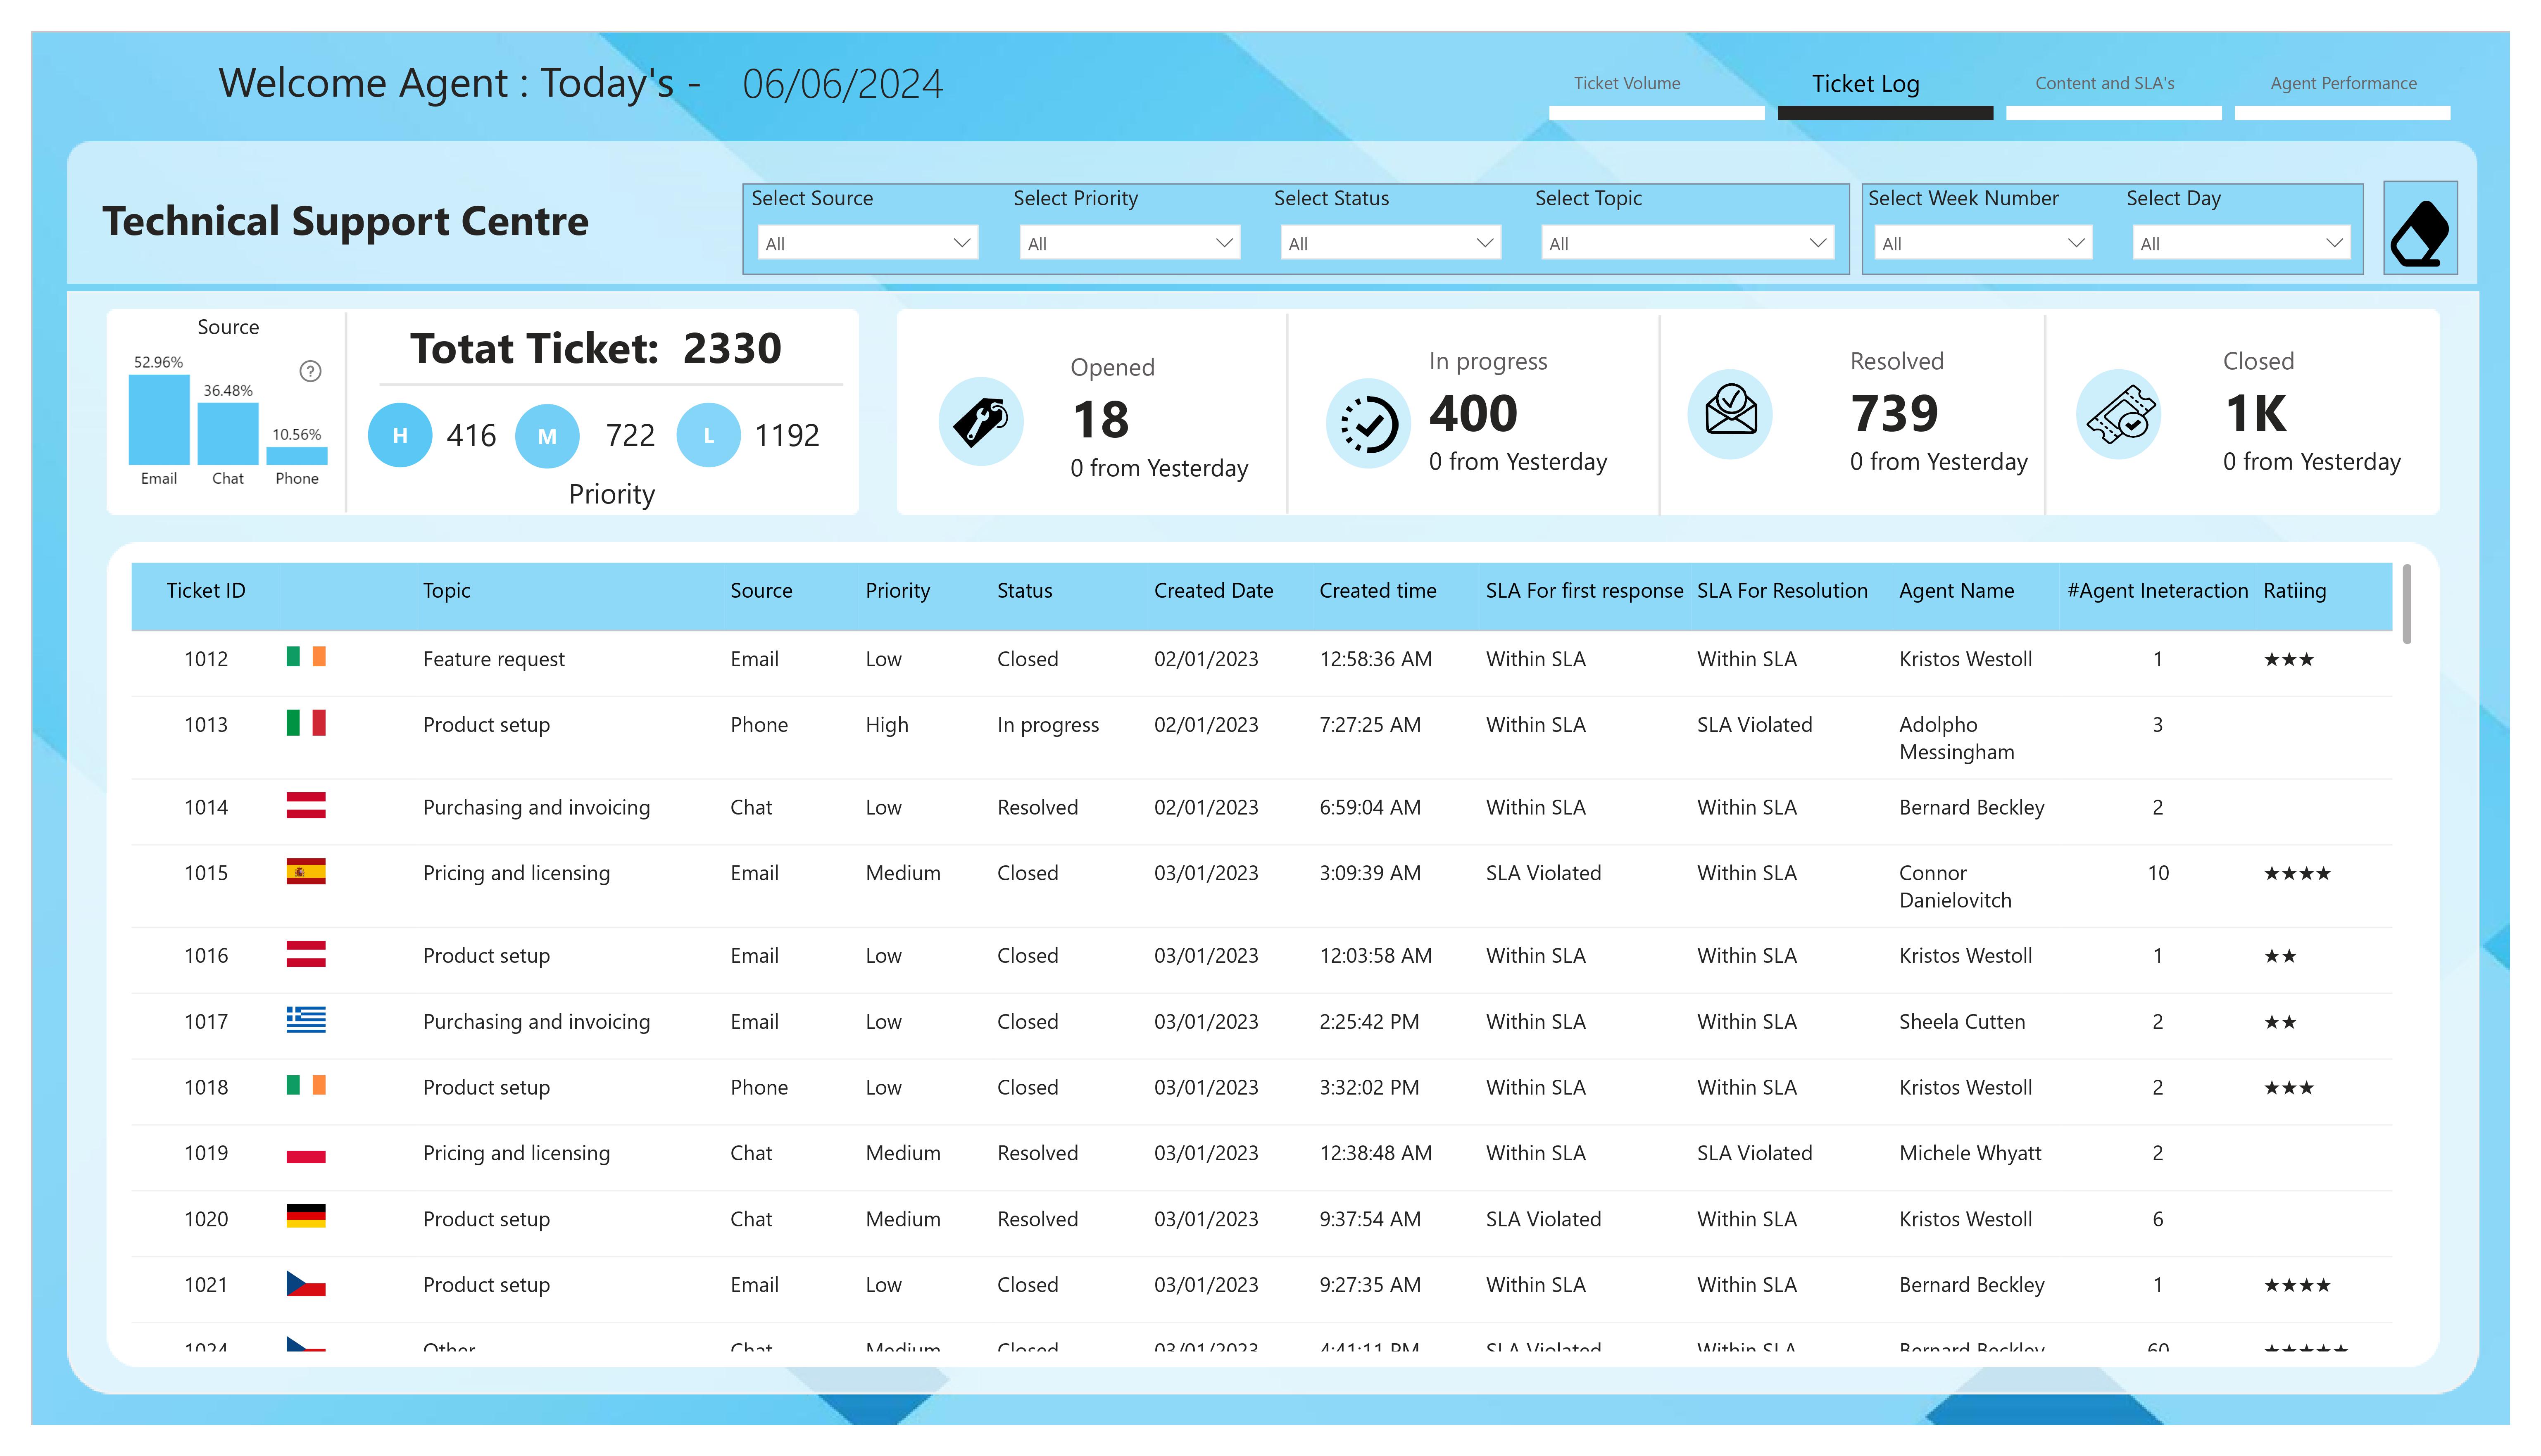 Welcome Agent : Today's - 06/06/2024
Ticket Volume
Ticket Log
Content and SLA's
Agent Performance
Technical Support Centre
Select Source
All
Select Priority
All
Select Status
All
Select Topic
All
Select Week Number
All
Select Day
All
Source
52.96%
36.48%
10.56%
Email Chat Phone
?
Totat Ticket: 2330
H 416 M 722 L 1192
Priority
Opened
18
0 from Yesterday
In progress
400
0 from Yesterday
Resolved
739
0 from Yesterday
Closed
1K
0 from Yesterday
Ticket ID Topic Source Priority Status Created Date Created time SLA For first response SLA For Resolution Agent Name #Agent Ineteraction Ratiing
1012 Feature request Email Low Closed 02/01/2023 12:58:36 AM Within SLA Within SLA Kristos Westoll 1 ★★★
1013 Product setup Phone High In progress 02/01/2023 7:27:25 AM Within SLA SLA Violated Adolpho Messingham 3
1014 Purchasing and invoicing Chat Low Resolved 02/01/2023 6:59:04 AM Within SLA Within SLA Bernard Beckley 2
1015 Pricing and licensing Email Medium Closed 03/01/2023 3:09:39 AM SLA Violated Within SLA Connor Danielovitch 10 ★★★★
1016 Product setup Email Low Closed 03/01/2023 12:03:58 AM Within SLA Within SLA Kristos Westoll 1 ★★
1017 Purchasing and invoicing Email Low Closed 03/01/2023 2:25:42 PM Within SLA Within SLA Sheela Cutten 2 ★★
1018 Product setup Phone Low Closed 03/01/2023 3:32:02 PM Within SLA Within SLA Kristos Westoll 2 ★★★
1019 Pricing and licensing Chat Medium Resolved 03/01/2023 12:38:48 AM Within SLA SLA Violated Michele Whyatt 2
1020 Product setup Chat Medium Resolved 03/01/2023 9:37:54 AM SLA Violated Within SLA Kristos Westoll 6
1021 Product setup Email Low Closed 03/01/2023 9:27:35 AM Within SLA Within SLA Bernard Beckley 1 ★★★★
1024 Other Chat Medium Closed 03/01/2023 4:41:11 PM SLA Violated Within SLA Bernard Beckley 60 ★★★★★